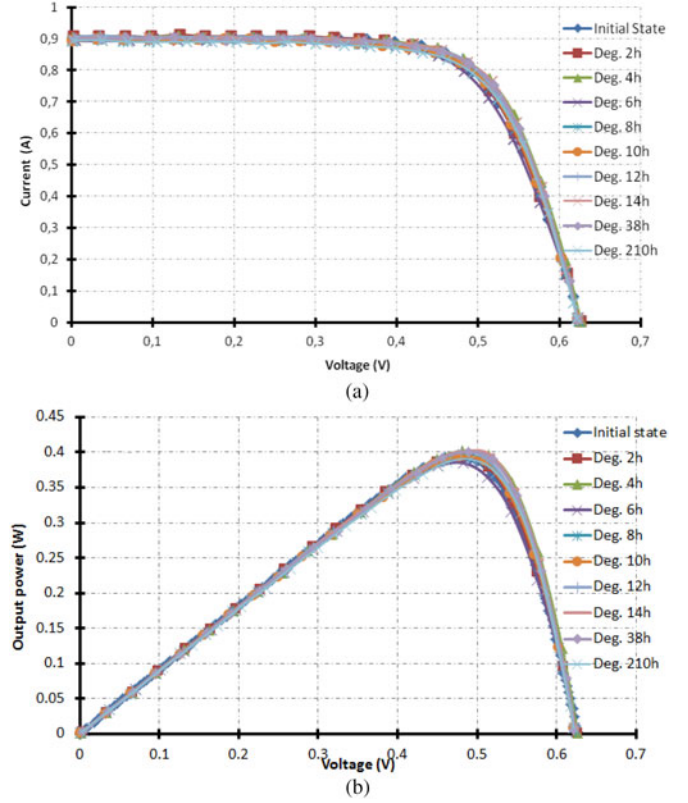 1
0,9
0,8
0,7
0,6
0,5
0,4
0,3
0,2
0,1
0
Current (A)
0 0,1 0,2 0,3 0,4 0,5 0,6 0,7
Voltage (V)
Initial State
Deg. 2h
Deg. 4h
Deg. 6h
Deg. 8h
Deg. 10h
Deg. 12h
Deg. 14h
Deg. 38h
Deg. 210h
(a)
0.45
0.4
0.35
0.3
0.25
0.2
0.15
0.1
0.05
0
Output power (W)
0 0.1 0.2 0.3 0.4 0.5 0.6 0.7
Voltage (V)
Initial state
Deg. 2h
Deg. 4h
Deg. 6h
Deg. 8h
Deg. 10h
Deg. 12h
Deg. 14h
Deg. 38h
Deg. 210h
(b)